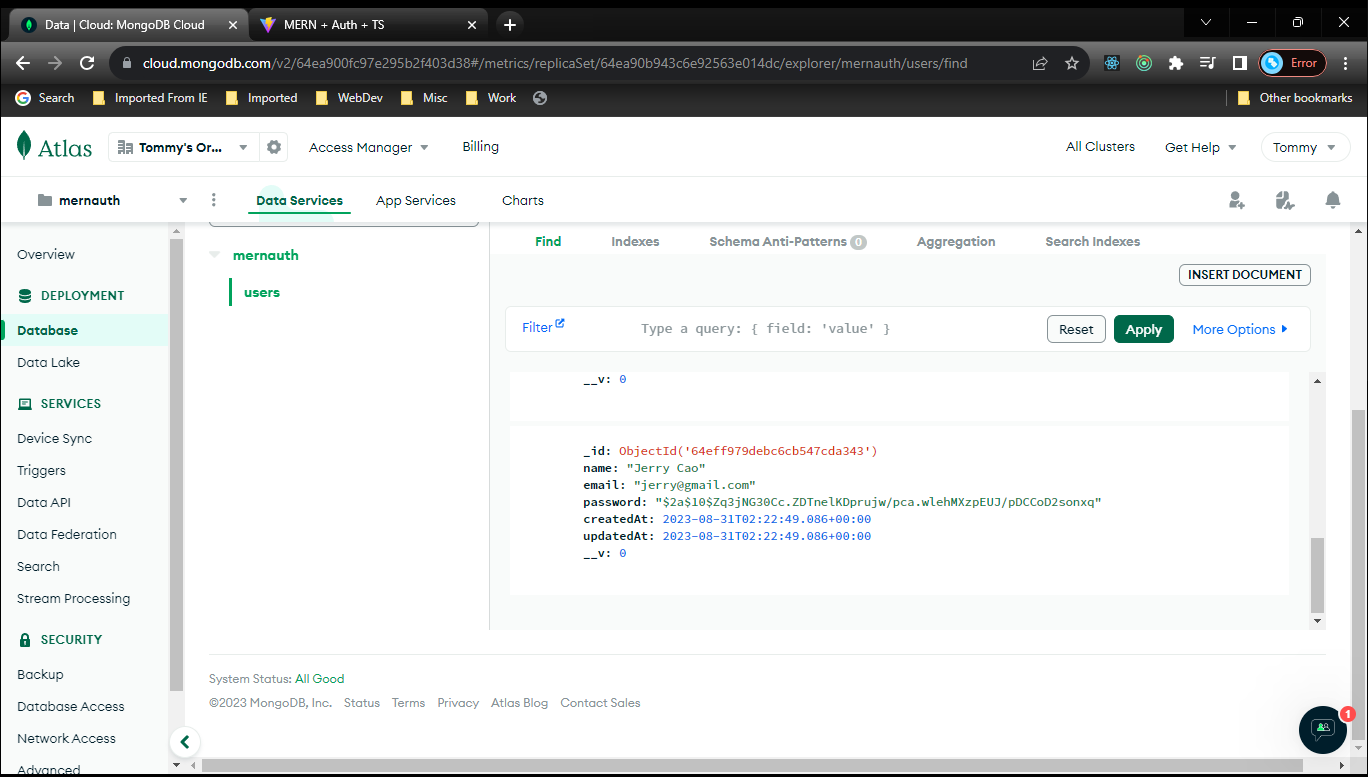 Data | Cloud: MongoDB Cloud
MERN + Auth + TS
cloud.mongodb.com/v2/64ea900fc97e295b2f403d38#/metrics/replicaSet/64ea90b943c6e92563e014dc/explorer/mernauth/users/find
Error
Search Imported From IE Imported WebDev Misc Work Other bookmarks
Atlas Tommy's Or... Access Manager Billing All Clusters Get Help Tommy
mernauth Data Services App Services Charts
Overview
DEPLOYMENT
Database
Data Lake
SERVICES
Device Sync
Triggers
Data API
Data Federation
Search
Stream Processing
SECURITY
Backup
Database Access
Network Access
Advanced
mernauth
users
Find Indexes Schema Anti-Patterns 0 Aggregation Search Indexes
INSERT DOCUMENT
Filter Type a query: { field: 'value' } Reset Apply More Options
__v: 0
_id: ObjectId('64eff979debc6cb547cda343')
name: "Jerry Cao"
email: "jerry@gmail.com"
password: "$2a$10$Zq3jNG30Cc.ZDTnelKDprujw/pca.wlehMXzpEUJ/pDCCoD2sonxq"
createdAt: 2023-08-31T02:22:49.086+00:00
updatedAt: 2023-08-31T02:22:49.086+00:00
__v: 0
System Status: All Good
©2023 MongoDB, Inc. Status Terms Privacy Atlas Blog Contact Sales
1